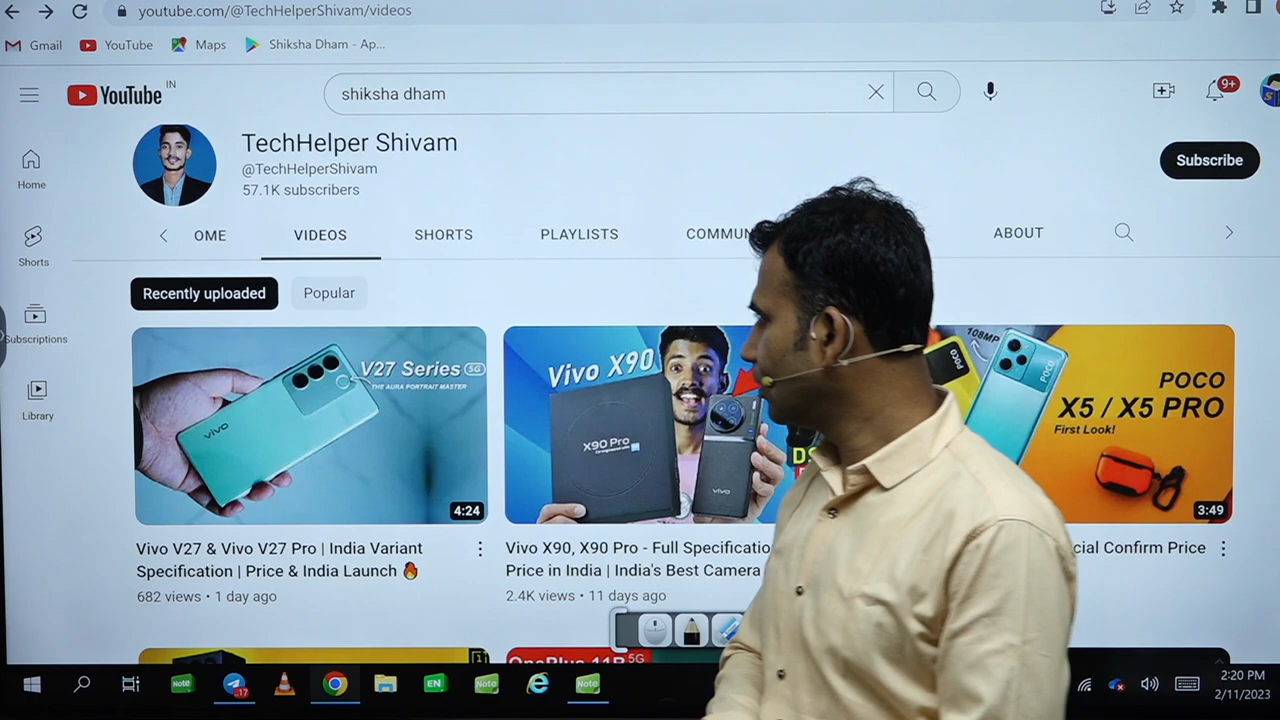 youtube.com/@TechHelperShivam/videos
Gmail
YouTube
Maps
Shiksha Dham - Ap...
YouTube IN
shiksha dham
9+
Home
Shorts
Subscriptions
Library
TechHelper Shivam
@TechHelperShivam
57.1K subscribers
Subscribe
OME
VIDEOS
SHORTS
PLAYLISTS
COMMUN
ABOUT
Recently uploaded
Popular
V27 Series 5G
THE AURA PORTRAIT MASTER
vivo
4:24
Vivo X90
X90 Pro
vivo
DS
108MP
POCO
POCO
POCO
X5 / X5 PRO
First Look!
3:49
Vivo V27 & Vivo V27 Pro | India Variant
Specification | Price & India Launch
682 views • 1 day ago
Vivo X90, X90 Pro - Full Specificatio
Price in India | India's Best Camera
2.4K views • 11 days ago
cial Confirm Price
OnePlus 11R 5G
Note
17
EN
Note
Note
2:20 PM
2/11/2023